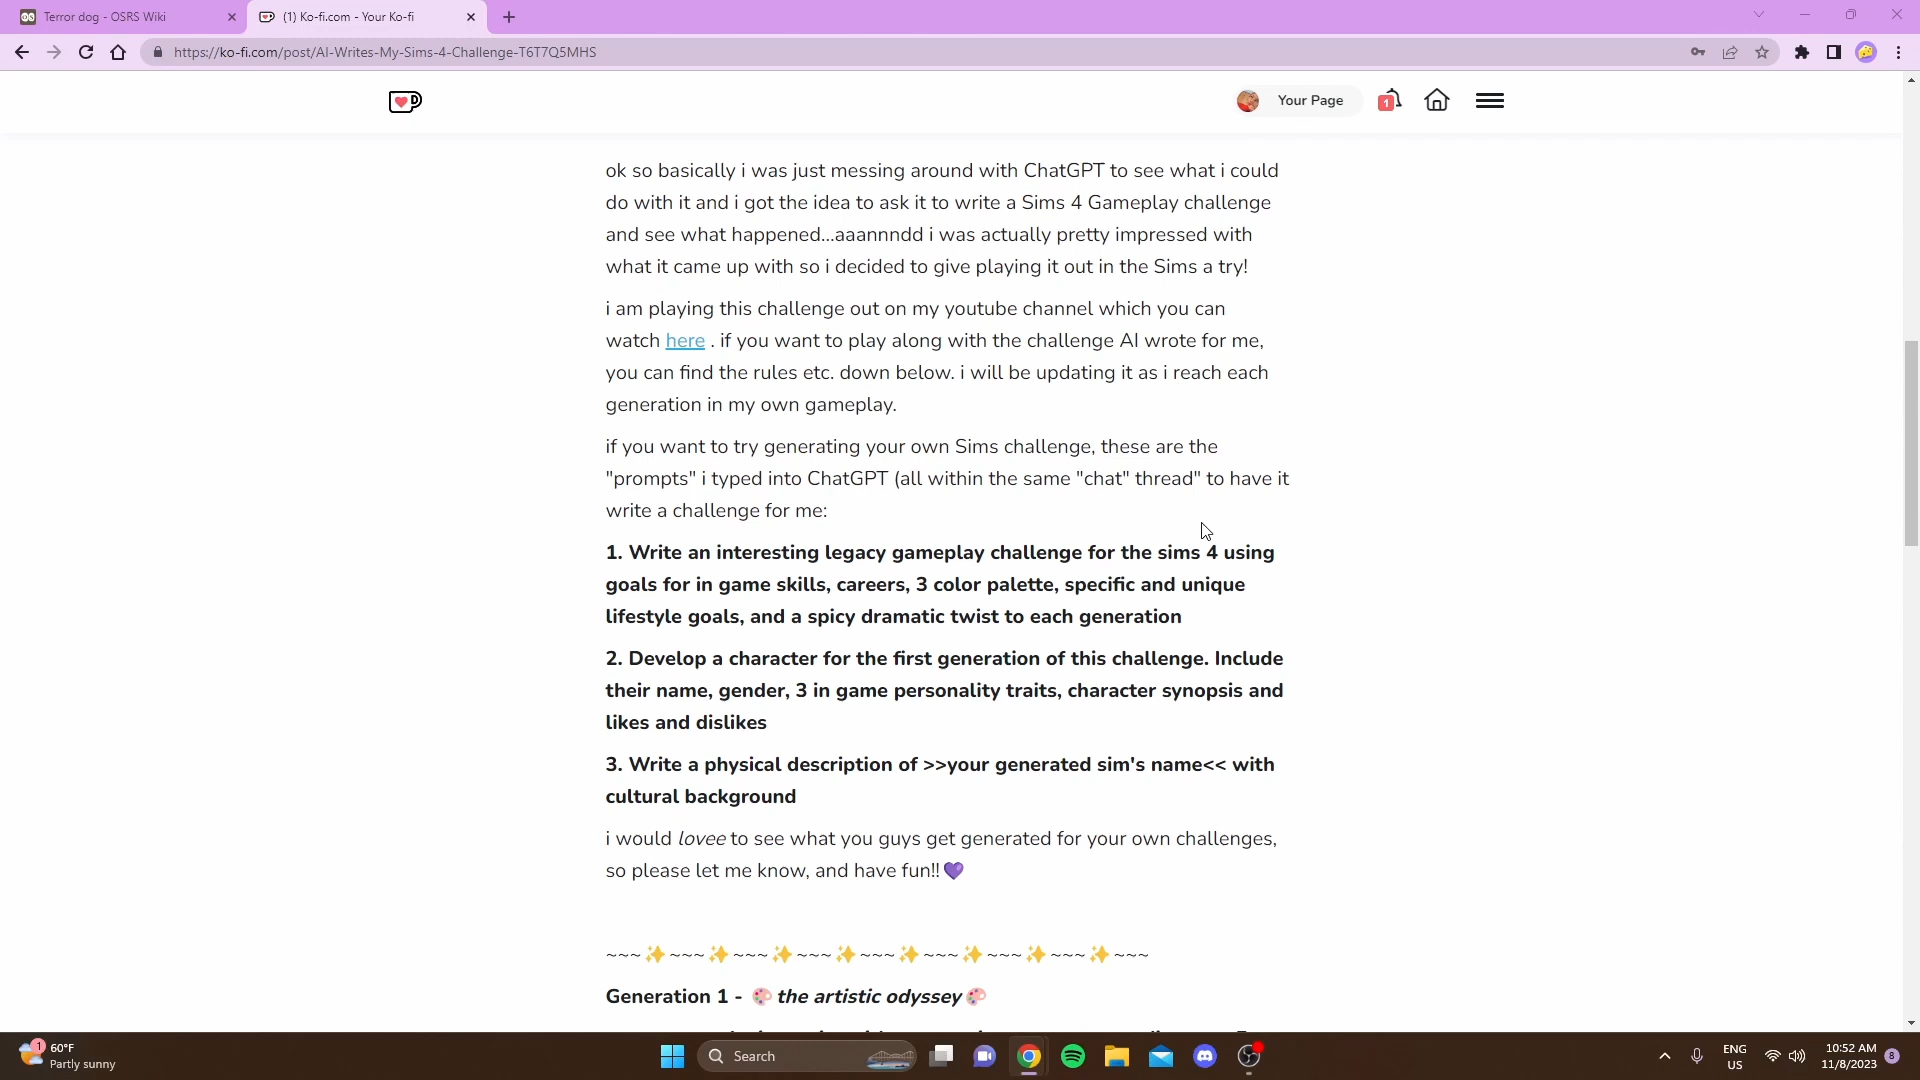 Terror dog - OSRS Wiki
(1) Ko-fi.com - Your Ko-fi
https://ko-fi.com/post/AI-Writes-My-Sims-4-Challenge-T6T7Q5MHS
Your Page
1
ok so basically i was just messing around with ChatGPT to see what i could
do with it and i got the idea to ask it to write a Sims 4 Gameplay challenge
and see what happened...aaannndd i was actually pretty impressed with
what it came up with so i decided to give playing it out in the Sims a try!
i am playing this challenge out on my youtube channel which you can
watch here . if you want to play along with the challenge AI wrote for me,
you can find the rules etc. down below. i will be updating it as i reach each
generation in my own gameplay.
if you want to try generating your own Sims challenge, these are the
"prompts" i typed into ChatGPT (all within the same "chat" thread" to have it
write a challenge for me:
1. Write an interesting legacy gameplay challenge for the sims 4 using
goals for in game skills, careers, 3 color palette, specific and unique
lifestyle goals, and a spicy dramatic twist to each generation
2. Develop a character for the first generation of this challenge. Include
their name, gender, 3 in game personality traits, character synopsis and
likes and dislikes
3. Write a physical description of >>your generated sim's name<< with
cultural background
i would lovee to see what you guys get generated for your own challenges,
so please let me know, and have fun!! 💜
~~~✨~~~✨~~~✨~~~✨~~~✨~~~✨~~~✨~~~✨~~~
Generation 1 - 🎨 the artistic odyssey 🎨
1
60°F
Partly sunny
Search
ENG
US
10:52 AM
11/8/2023
8